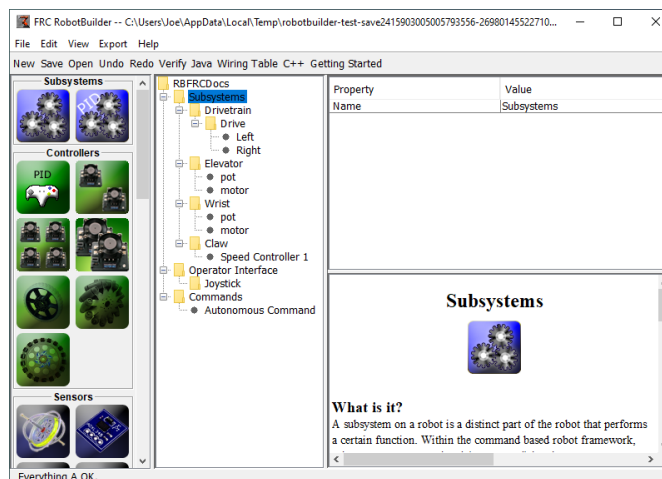 FRC RobotBuilder -- C:\Users\Joe\AppData\Local\Temp\robotbuilder-test-save2415903005005793556-26980145522710...
File Edit View Export Help
New Save Open Undo Redo Verify Java Wiring Table C++ Getting Started
Subsystems
PID
Controllers
PID
Sensors
RBFRCDocs
Subsystems
Drivetrain
Drive
Left
Right
Elevator
pot
motor
Wrist
pot
motor
Claw
Speed Controller 1
Operator Interface
Joystick
Commands
Autonomous Command
Property Value
Name Subsystems
Subsystems
What is it?
A subsystem on a robot is a distinct part of the robot that performs
a certain function. Within the command based robot framework,
Everything A OK.